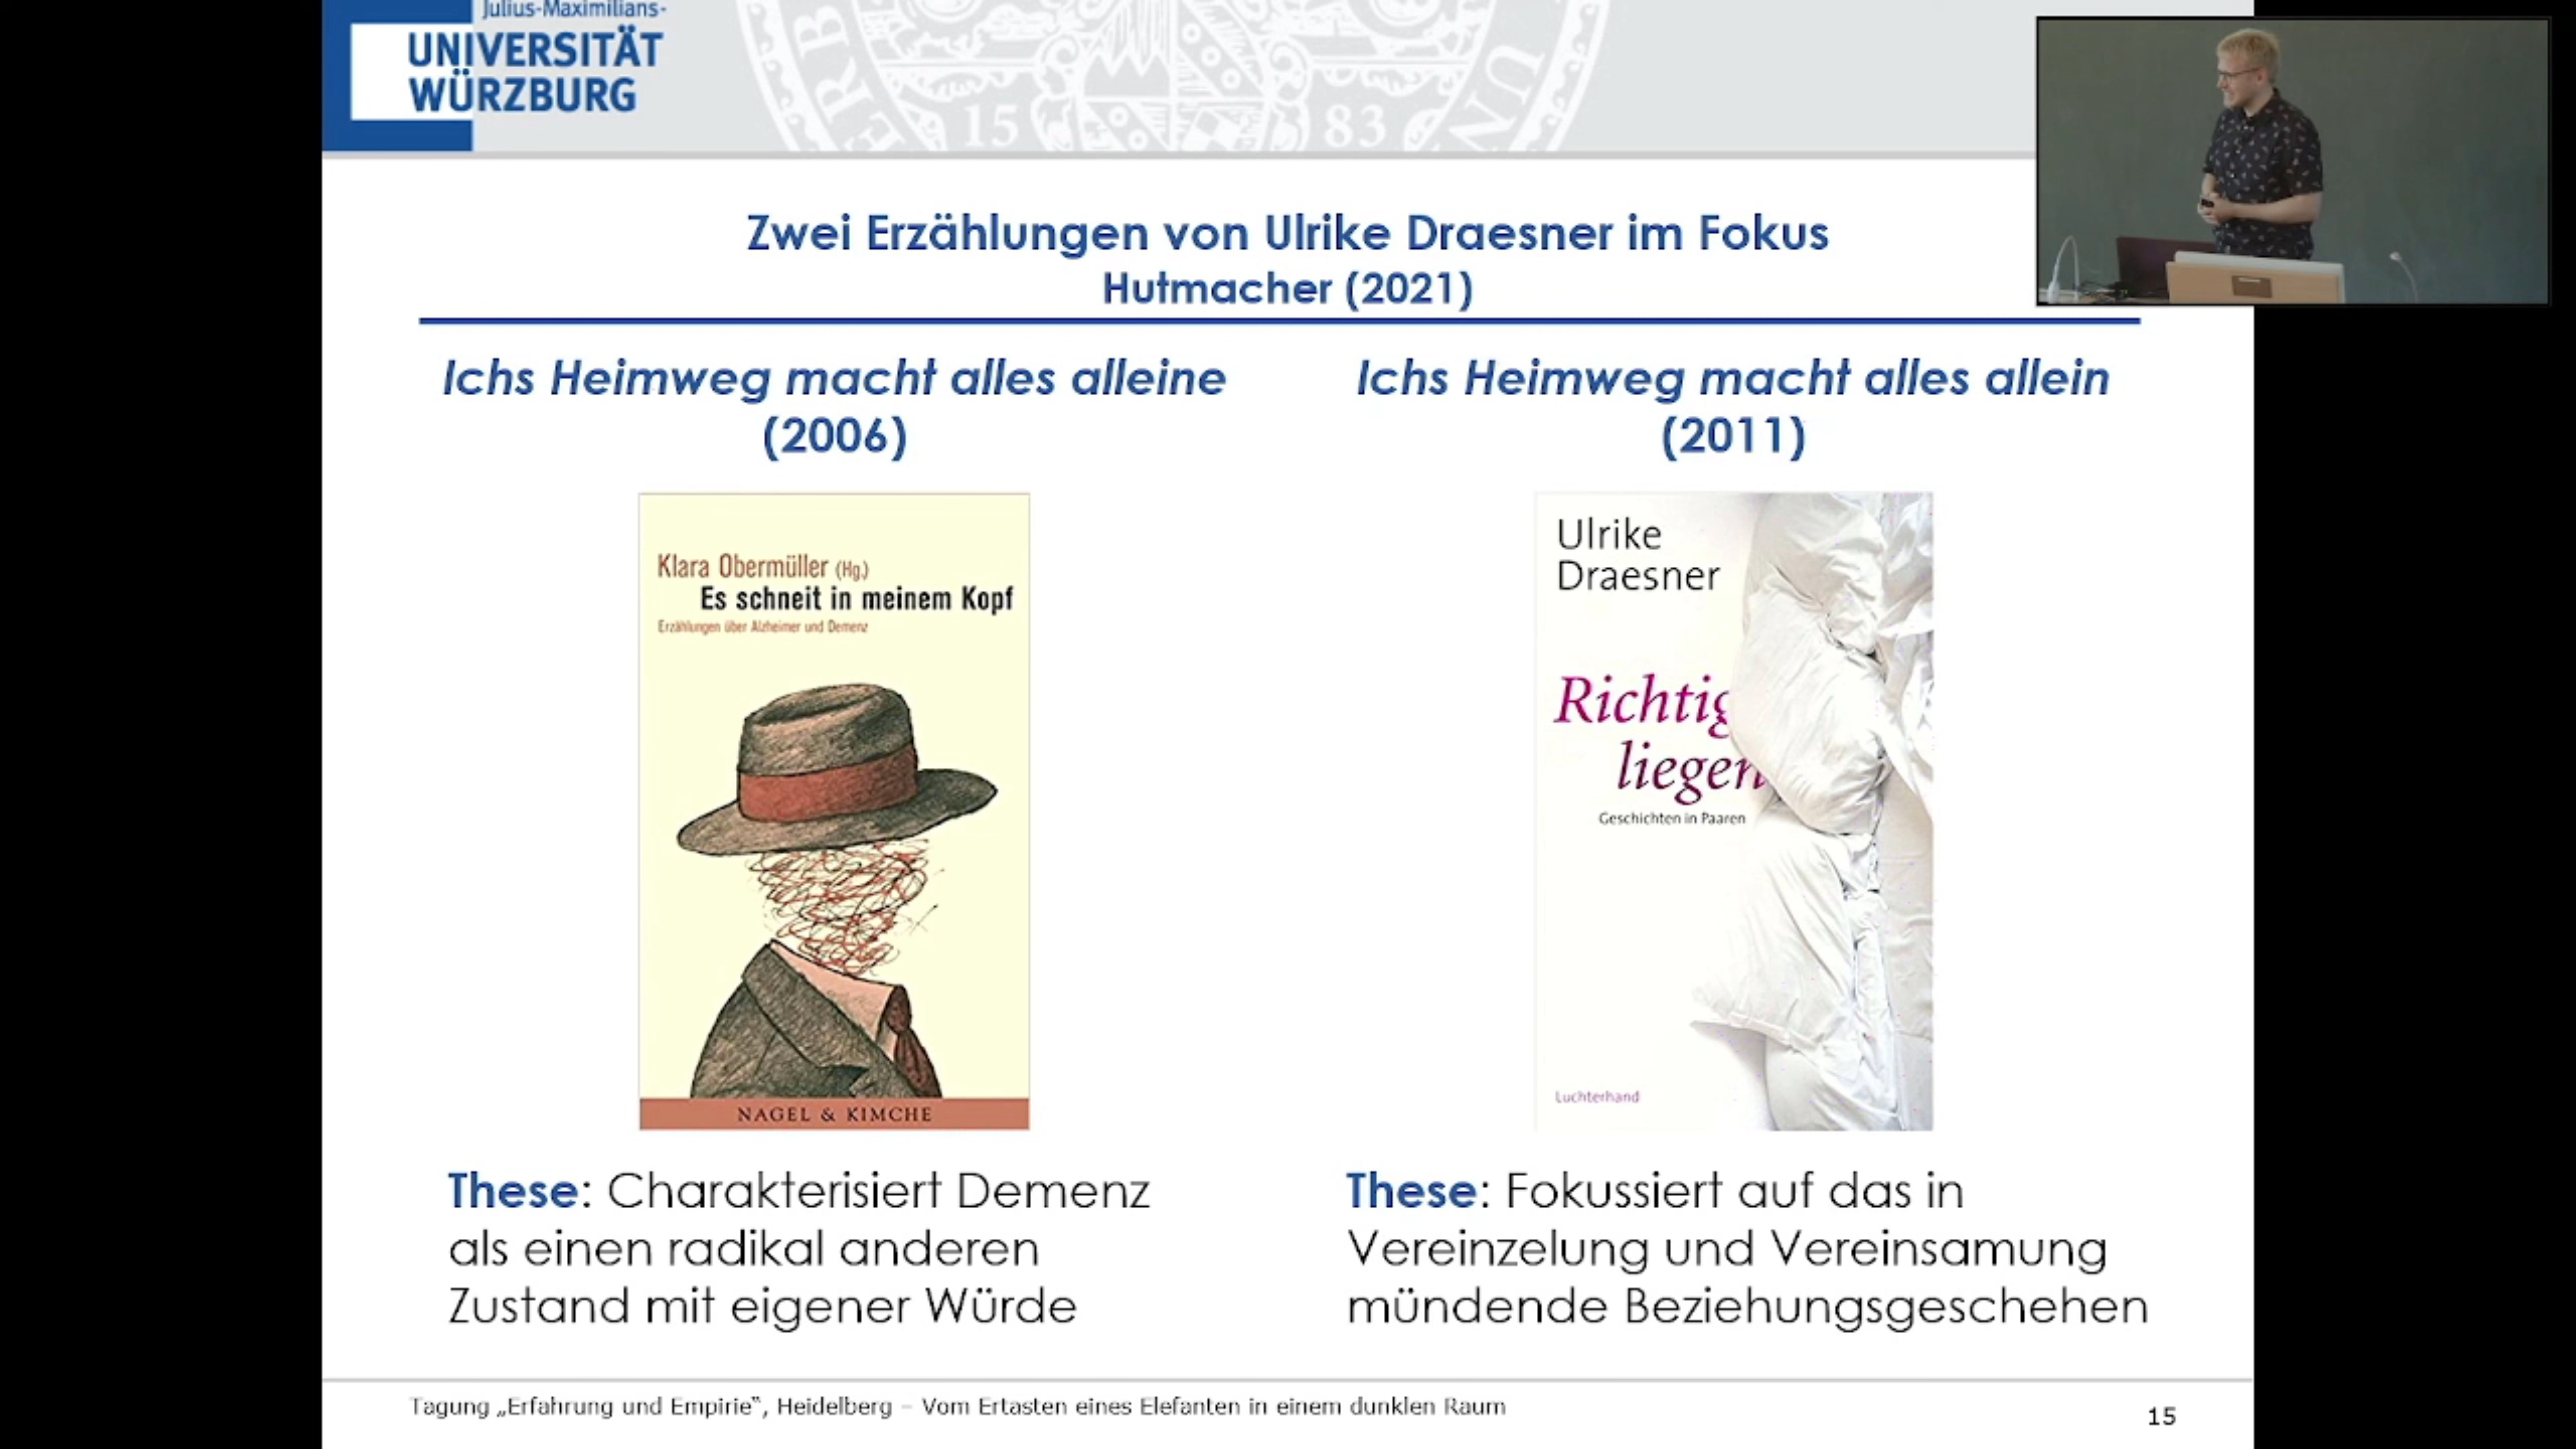 Julius-Maximilians-
UNIVERSITÄT
WÜRZBURG
ERB
15
83
UN
Zwei Erzählungen von Ulrike Draesner im Fokus
Hutmacher (2021)
Ichs Heimweg macht alles alleine
(2006)
Klara Obermüller (Hg.)
Es schneit in meinem Kopf
Erzählungen über Alzheimer und Demenz
NAGEL & KIMCHE
These: Charakterisiert Demenz
als einen radikal anderen
Zustand mit eigener Würde
Ichs Heimweg macht alles allein
(2011)
Ulrike
Draesner
Richtig
liegen
Geschichten in Paaren
Luchterhand
These: Fokussiert auf das in
Vereinzelung und Vereinsamung
mündende Beziehungsgeschehen
Tagung „Erfahrung und Empirie“, Heidelberg – Vom Ertasten eines Elefanten in einem dunklen Raum
15